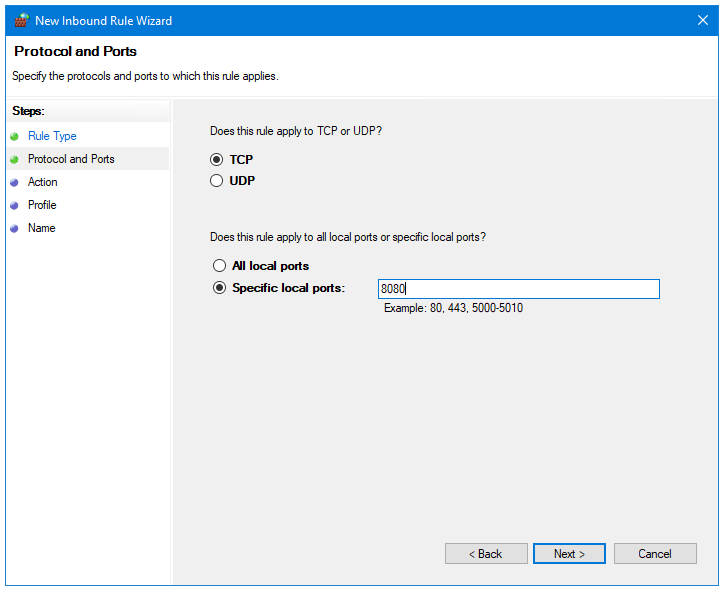 New Inbound Rule Wizard
Protocol and Ports
Specify the protocols and ports to which this rule applies.
Steps:
Rule Type
Protocol and Ports
Action
Profile
Name
Does this rule apply to TCP or UDP?
TCP
UDP
Does this rule apply to all local ports or specific local ports?
All local ports
Specific local ports: 8080
Example: 80, 443, 5000-5010
< Back Next > Cancel